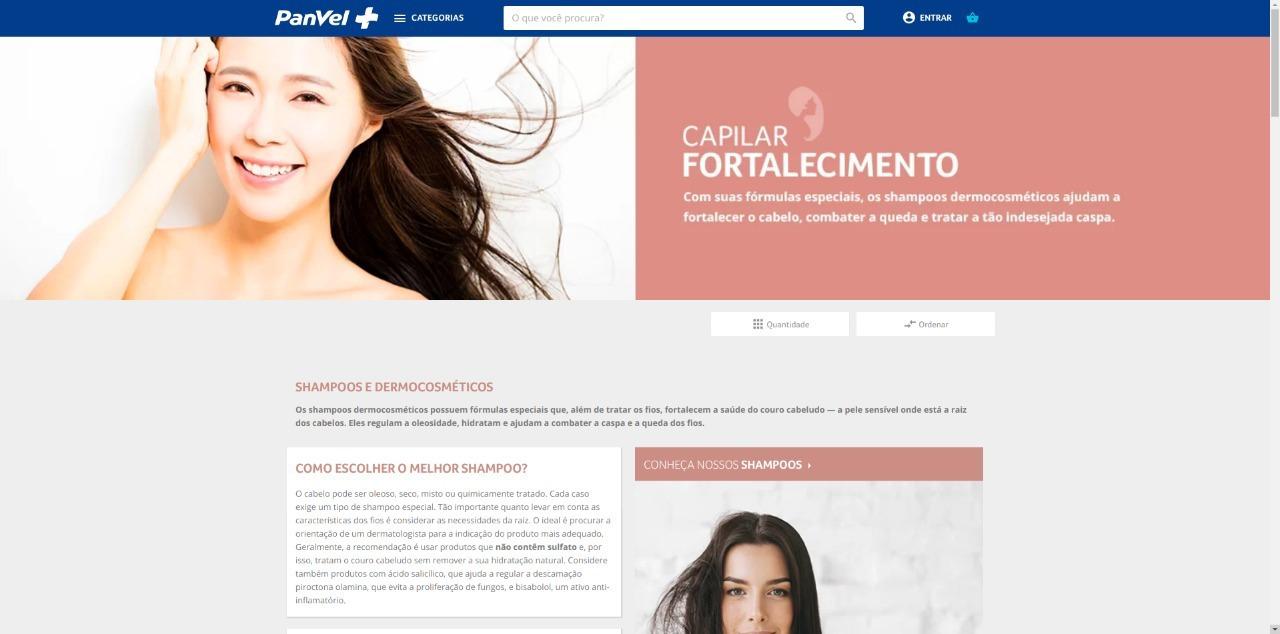 PanVel
CATEGORIAS
O que você procura?
ENTRAR
CAPILAR
FORTALECIMENTO
Com suas fórmulas especiais, os shampoos dermocosméticos ajudam a
fortalecer o cabelo, combater a queda e tratar a tão indesejada caspa.
Quantidade
Ordenar
SHAMPOOS E DERMOCOSMÉTICOS
Os shampoos dermocosméticos possuem fórmulas especiais que, além de tratar os fios, fortalecem a saúde do couro cabeludo — a pele sensível onde está a raiz
dos cabelos. Eles regulam a oleosidade, hidratam e ajudam a combater a caspa e a queda dos fios.
COMO ESCOLHER O MELHOR SHAMPOO?
O cabelo pode ser oleoso, seco, misto ou quimicamente tratado. Cada caso
exige um tipo de shampoo especial. Tão importante quanto levar em conta as
características dos fios é considerar as necessidades da raiz. O ideal é procurar a
orientação de um dermatologista para a indicação do produto mais adequado.
Geralmente, a recomendação é usar produtos que não contêm sulfato e, por
isso, tratam o couro cabeludo sem remover a sua hidratação natural. Considere
também produtos com ácido salicílico, que ajuda a regular a descamação
piroctona olamina, que evita a proliferação de fungos, e bisabolol, um ativo anti-
inflamatório.
CONHEÇA NOSSOS SHAMPOOS